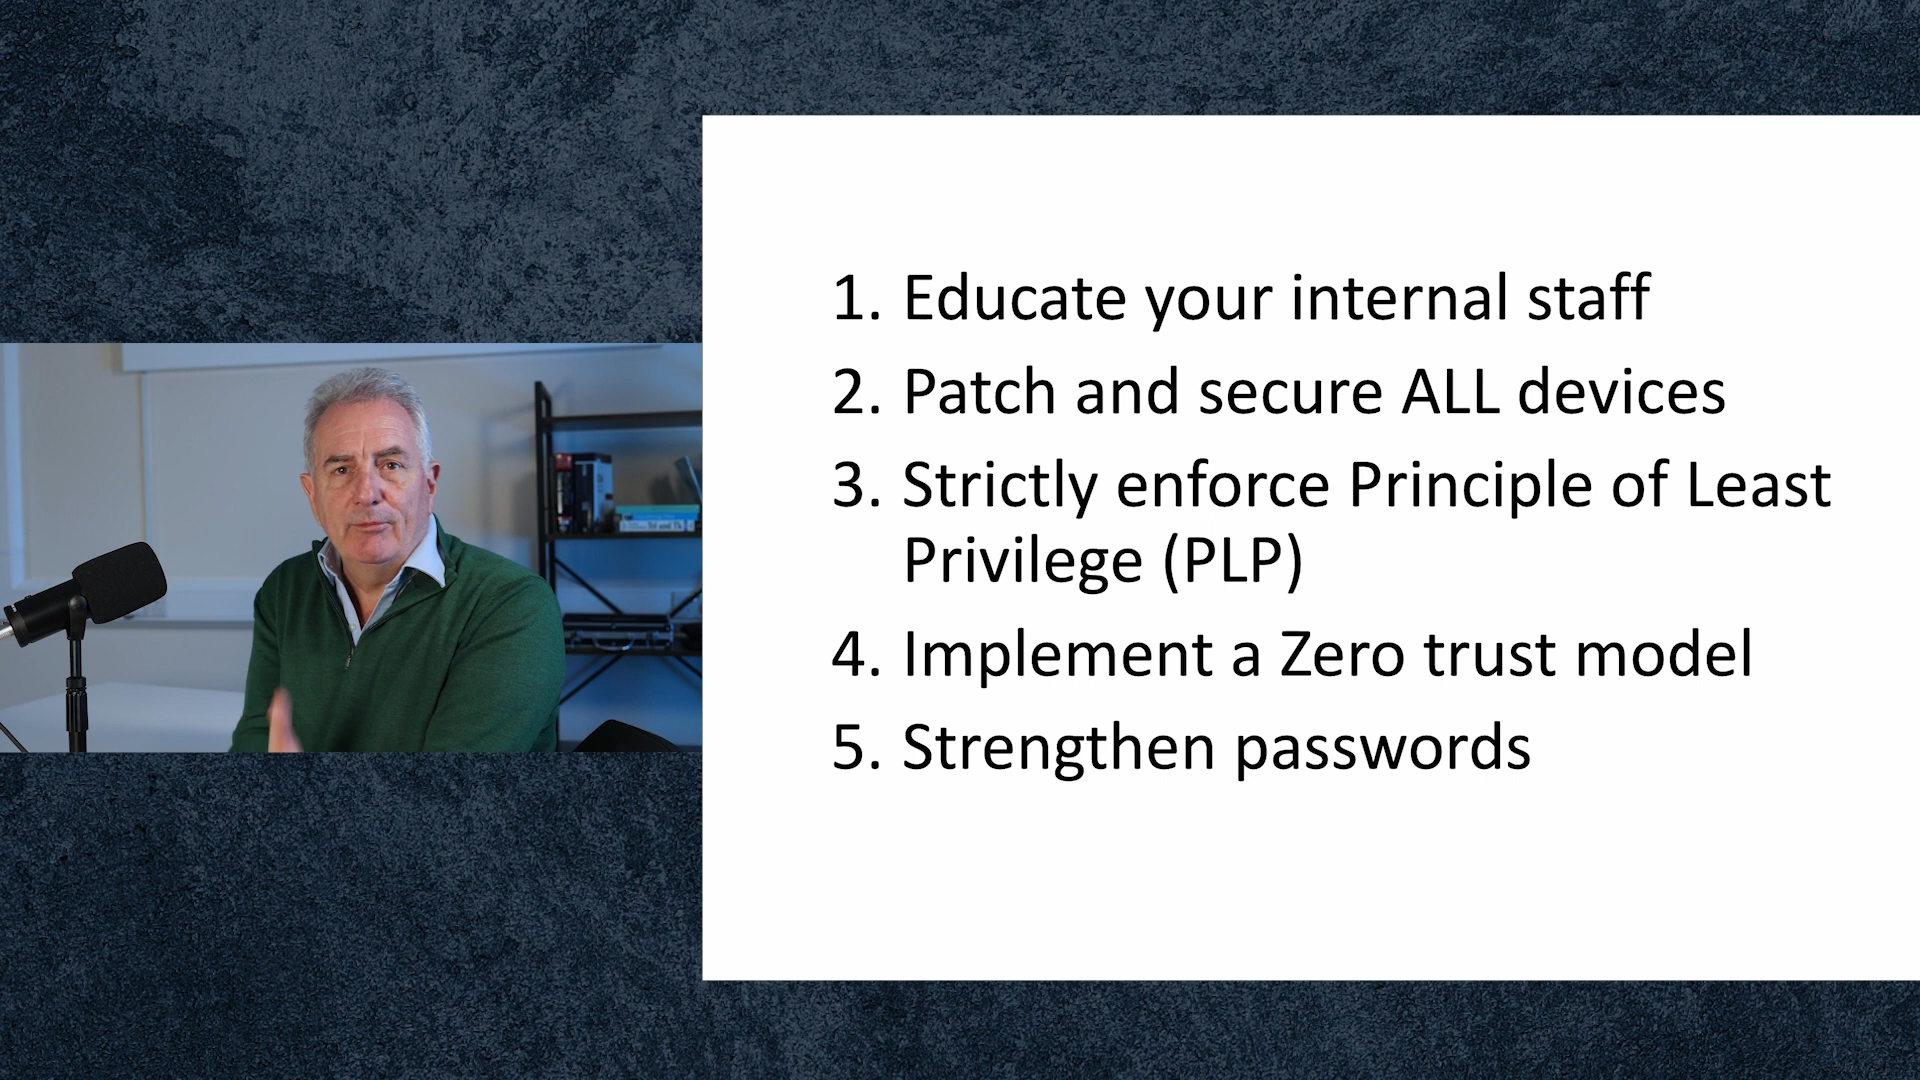 1. Educate your internal staff
2. Patch and secure ALL devices
3. Strictly enforce Principle of Least
Privilege (PLP)
4. Implement a Zero trust model
5. Strengthen passwords